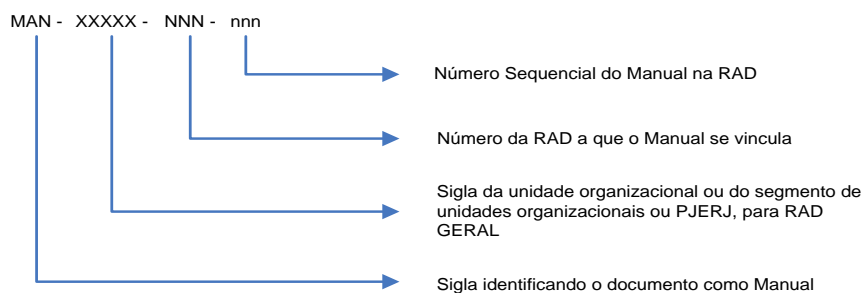 MAN - XXXXX - NNN - nnn
Número Sequencial do Manual na RAD
Número da RAD a que o Manual se vincula
Sigla da unidade organizacional ou do segmento de
unidades organizacionais ou PJERJ, para RAD
GERAL
Sigla identificando o documento como Manual